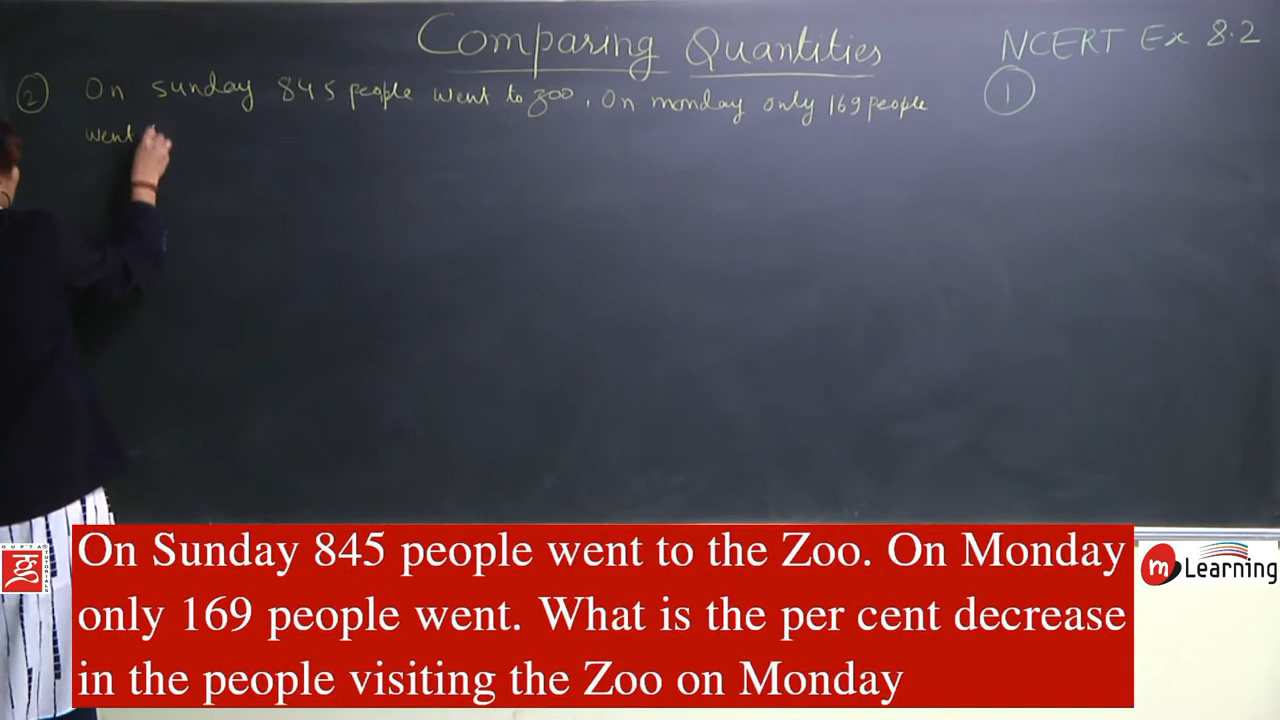 Comparing Quantities
NCERT Ex 8.2
1
2 On sunday 845 people went to zoo. On monday only 169 people
went
On Sunday 845 people went to the Zoo. On Monday
only 169 people went. What is the per cent decrease
in the people visiting the Zoo on Monday
GUPTA
TUTORIALS
m Learning